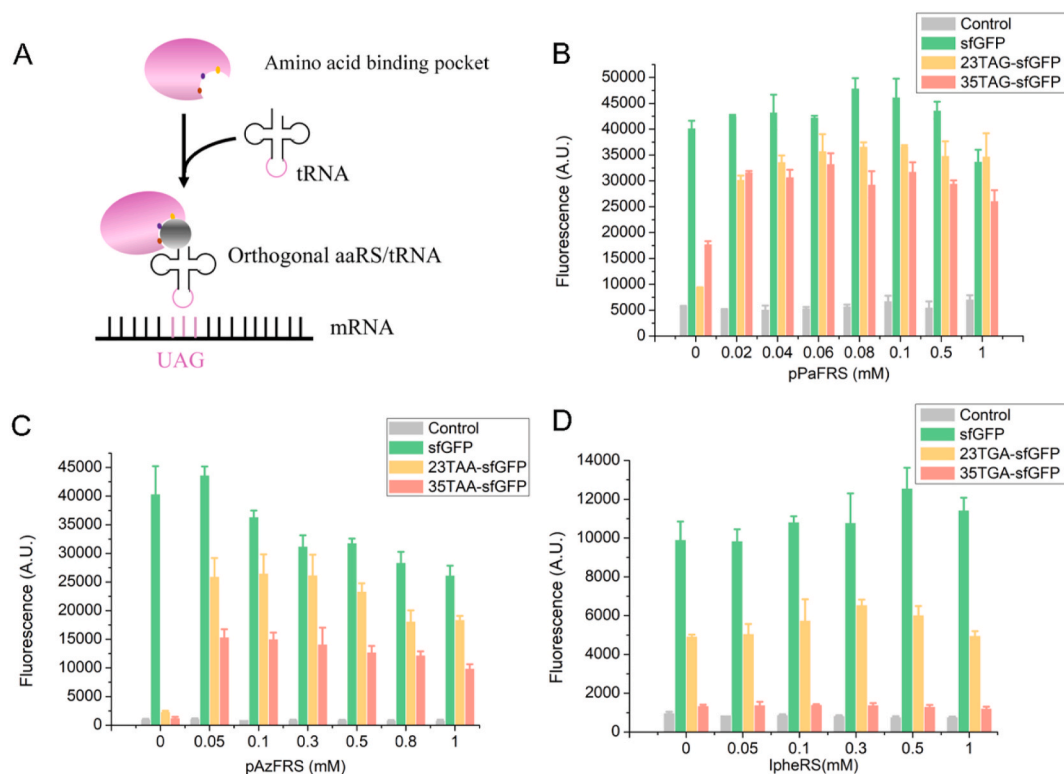 A
Amino acid binding pocket
tRNA
Orthogonal aaRS/tRNA
mRNA
UAG
B
Control
sfGFP
23TAG-sfGFP
35TAG-sfGFP
50000
45000
40000
35000
30000
25000
20000
15000
10000
5000
0
Fluorescence (A.U.)
0 0.02 0.04 0.06 0.08 0.1 0.5 1
pPaFRS (mM)
C
Control
sfGFP
23TAA-sfGFP
35TAA-sfGFP
45000
40000
35000
30000
25000
20000
15000
10000
5000
0
Fluorescence (A.U.)
0 0.05 0.1 0.3 0.5 0.8 1
pAzFRS (mM)
D
Control
sfGFP
23TGA-sfGFP
35TGA-sfGFP
14000
12000
10000
8000
6000
4000
2000
0
Fluorescence (A.U.)
0 0.05 0.1 0.3 0.5 1
IpheRS(mM)